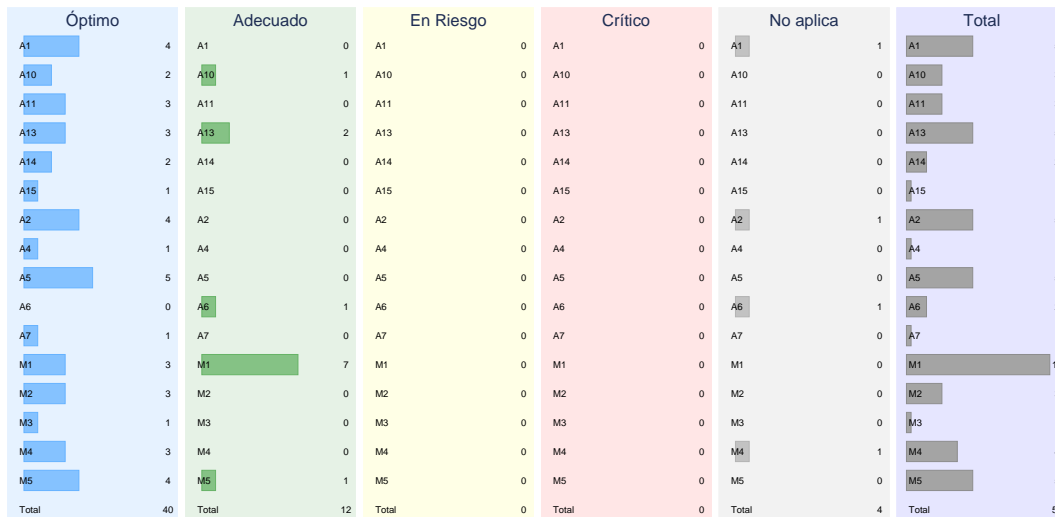 Óptimo Adecuado En Riesgo Crítico No aplica Total
A1 4 A1 0 A1 0 A1 0 A1 1 A1
A10 2 A10 1 A10 0 A10 0 A10 0 A10
A11 3 A11 0 A11 0 A11 0 A11 0 A11
A13 3 A13 2 A13 0 A13 0 A13 0 A13
A14 2 A14 0 A14 0 A14 0 A14 0 A14
A15 1 A15 0 A15 0 A15 0 A15 0 A15
A2 4 A2 0 A2 0 A2 0 A2 1 A2
A4 1 A4 0 A4 0 A4 0 A4 0 A4
A5 5 A5 0 A5 0 A5 0 A5 0 A5
A6 0 A6 1 A6 0 A6 0 A6 1 A6
A7 1 A7 0 A7 0 A7 0 A7 0 A7
M1 3 M1 7 M1 0 M1 0 M1 0 M1 1
M2 3 M2 0 M2 0 M2 0 M2 0 M2
M3 1 M3 0 M3 0 M3 0 M3 0 M3
M4 3 M4 0 M4 0 M4 0 M4 1 M4
M5 4 M5 1 M5 0 M5 0 M5 0 M5
Total 40 Total 12 Total 0 Total 0 Total 4 Total 5